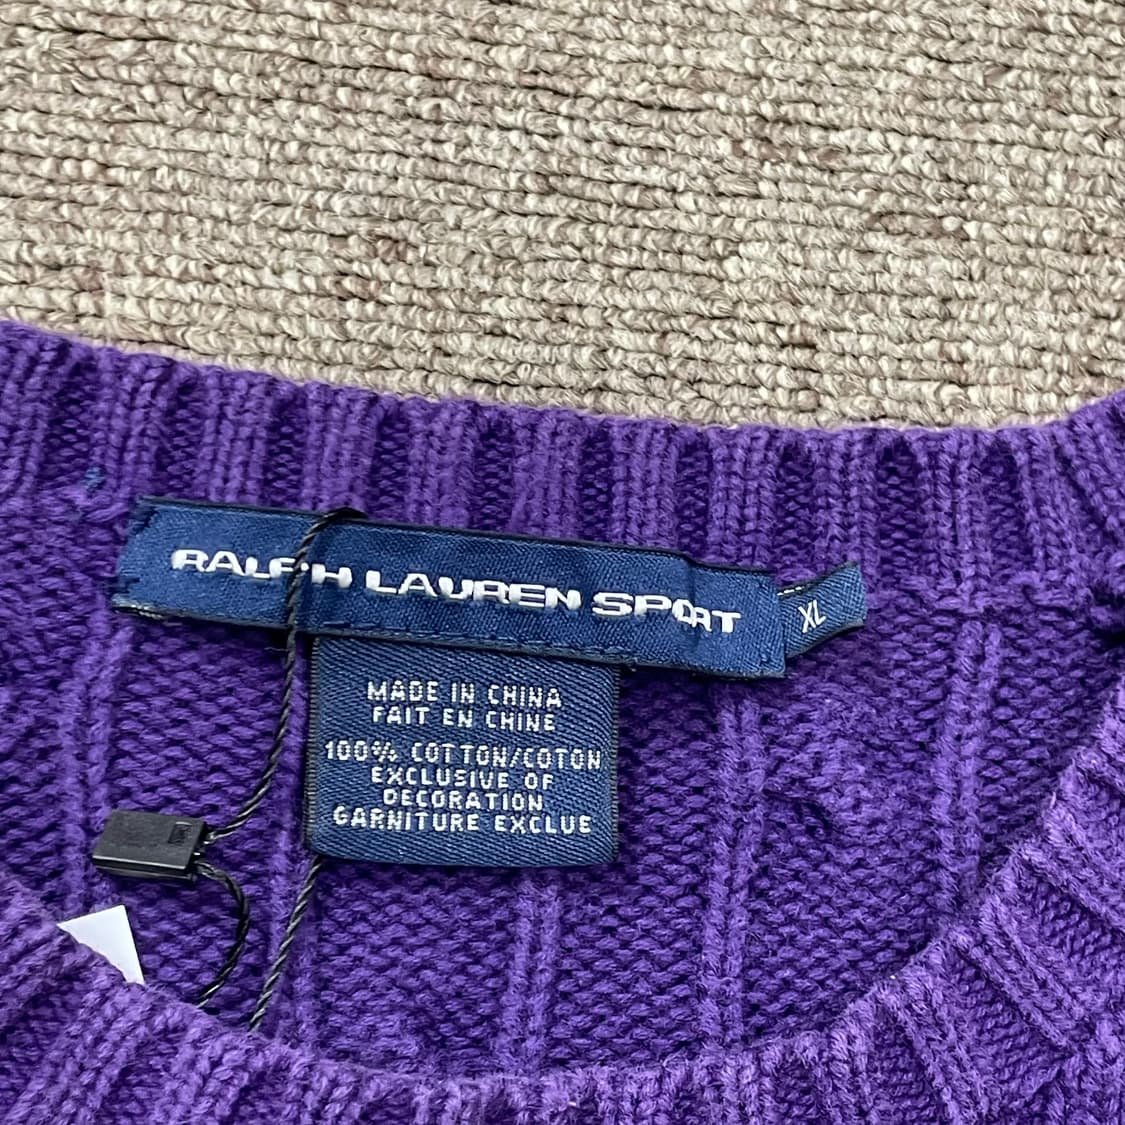 RALPH LAUREN SPORT
XL
MADE IN CHINA
FAIT EN CHINE
100% COTTON/COTON
EXCLUSIVE OF
DECORATION
GARNITURE EXCLUE